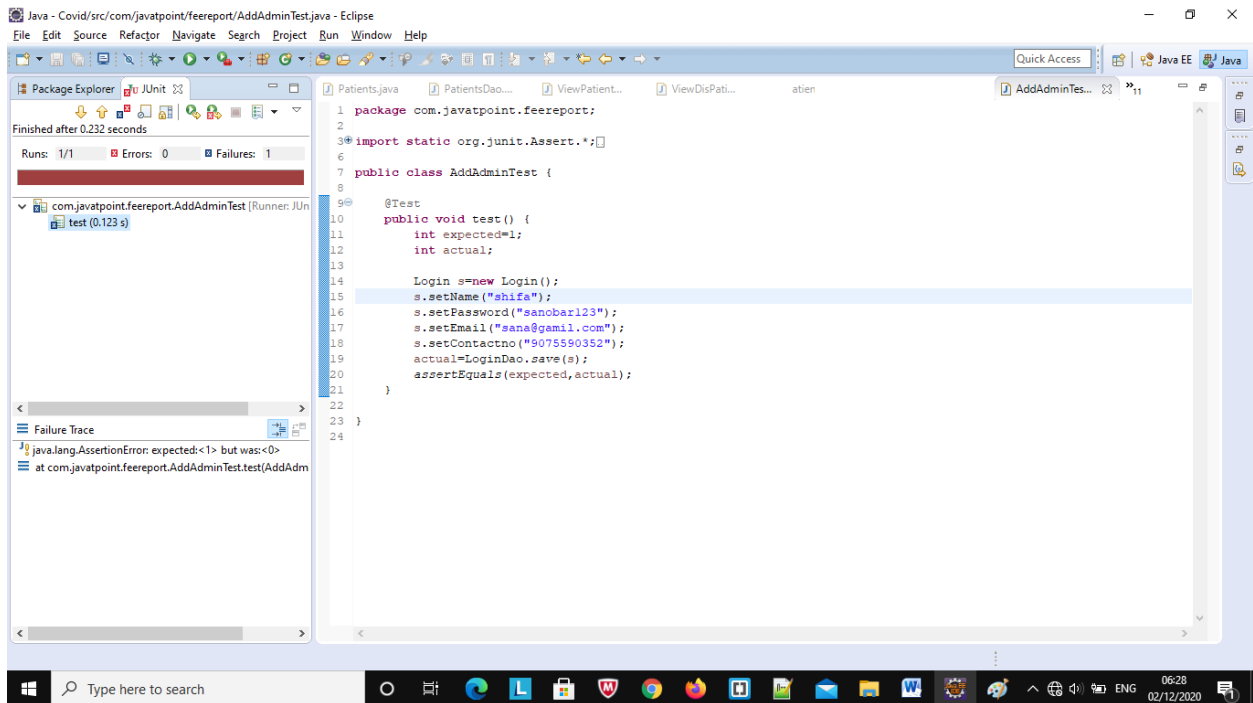 Java - Covid/src/com/javatpoint/feereport/AddAdminTest.java - Eclipse
File Edit Source Refactor Navigate Search Project Run Window Help
Quick Access Java EE Java
Package Explorer JUnit
Patients.java PatientsDao.... ViewPatient... ViewDisPati... atien AddAdminTes... »11
Finished after 0.232 seconds
Runs: 1/1 Errors: 0 Failures: 1
com.javatpoint.feereport.AddAdminTest [Runner: JUn
test (0.123 s)
Failure Trace
java.lang.AssertionError: expected:<1> but was:<0>
at com.javatpoint.feereport.AddAdminTest.test(AddAdm
1 package com.javatpoint.feereport;
2
3 import static org.junit.Assert.*;
6
7 public class AddAdminTest {
8
9 @Test
10 public void test() {
11 int expected=1;
12 int actual;
13
14 Login s=new Login();
15 s.setName("shifa");
16 s.setPassword("sanobar123");
17 s.setEmail("sana@gamil.com");
18 s.setContactno("9075590352");
19 actual=LoginDao.save(s);
20 assertEquals(expected,actual);
21 }
22
23 }
24
Type here to search
L
W
ENG
06:28
02/12/2020
1